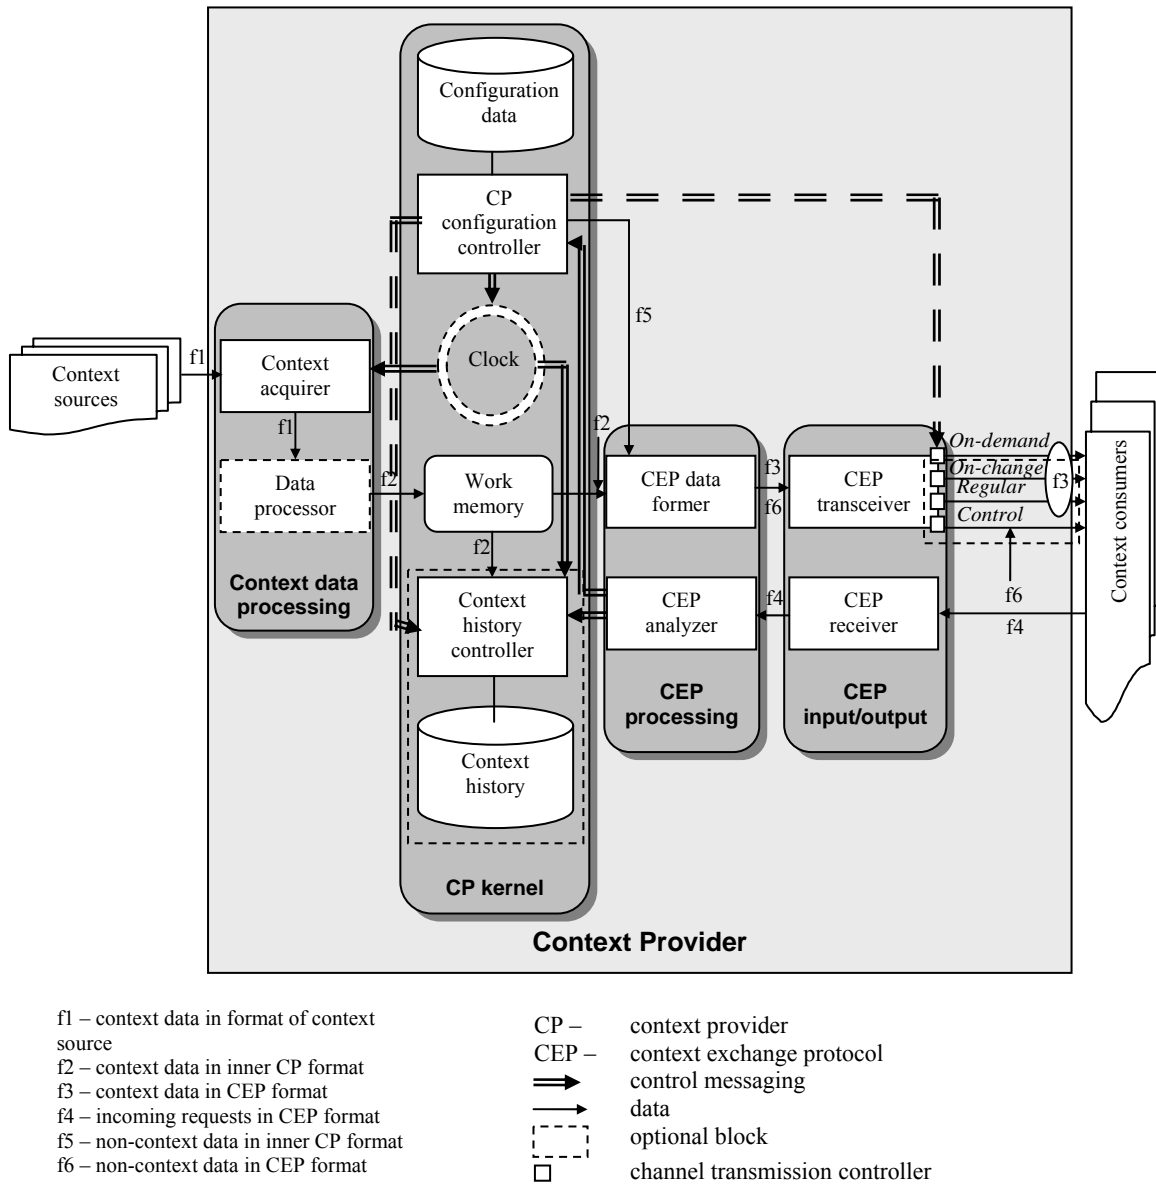 Configuration
data
CP
configuration
controller
f5
Clock
Context
sources
f1
Context
acquirer
f1
Data
processor
f2
Work
memory
f2
f2
CEP data
former
f3
f6
CEP
transceiver
On-demand
On-change
Regular
Control
f3
f6
f4
Context consumers
Context data
processing
Context
history
controller
CEP
analyzer
f4
CEP
receiver
CEP
processing
CEP
input/output
Context
history
CP kernel
Context Provider
f1 – context data in format of context
source
f2 – context data in inner CP format
f3 – context data in CEP format
f4 – incoming requests in CEP format
f5 – non-context data in inner CP format
f6 – non-context data in CEP format
CP – context provider
CEP – context exchange protocol
control messaging
data
optional block
channel transmission controller